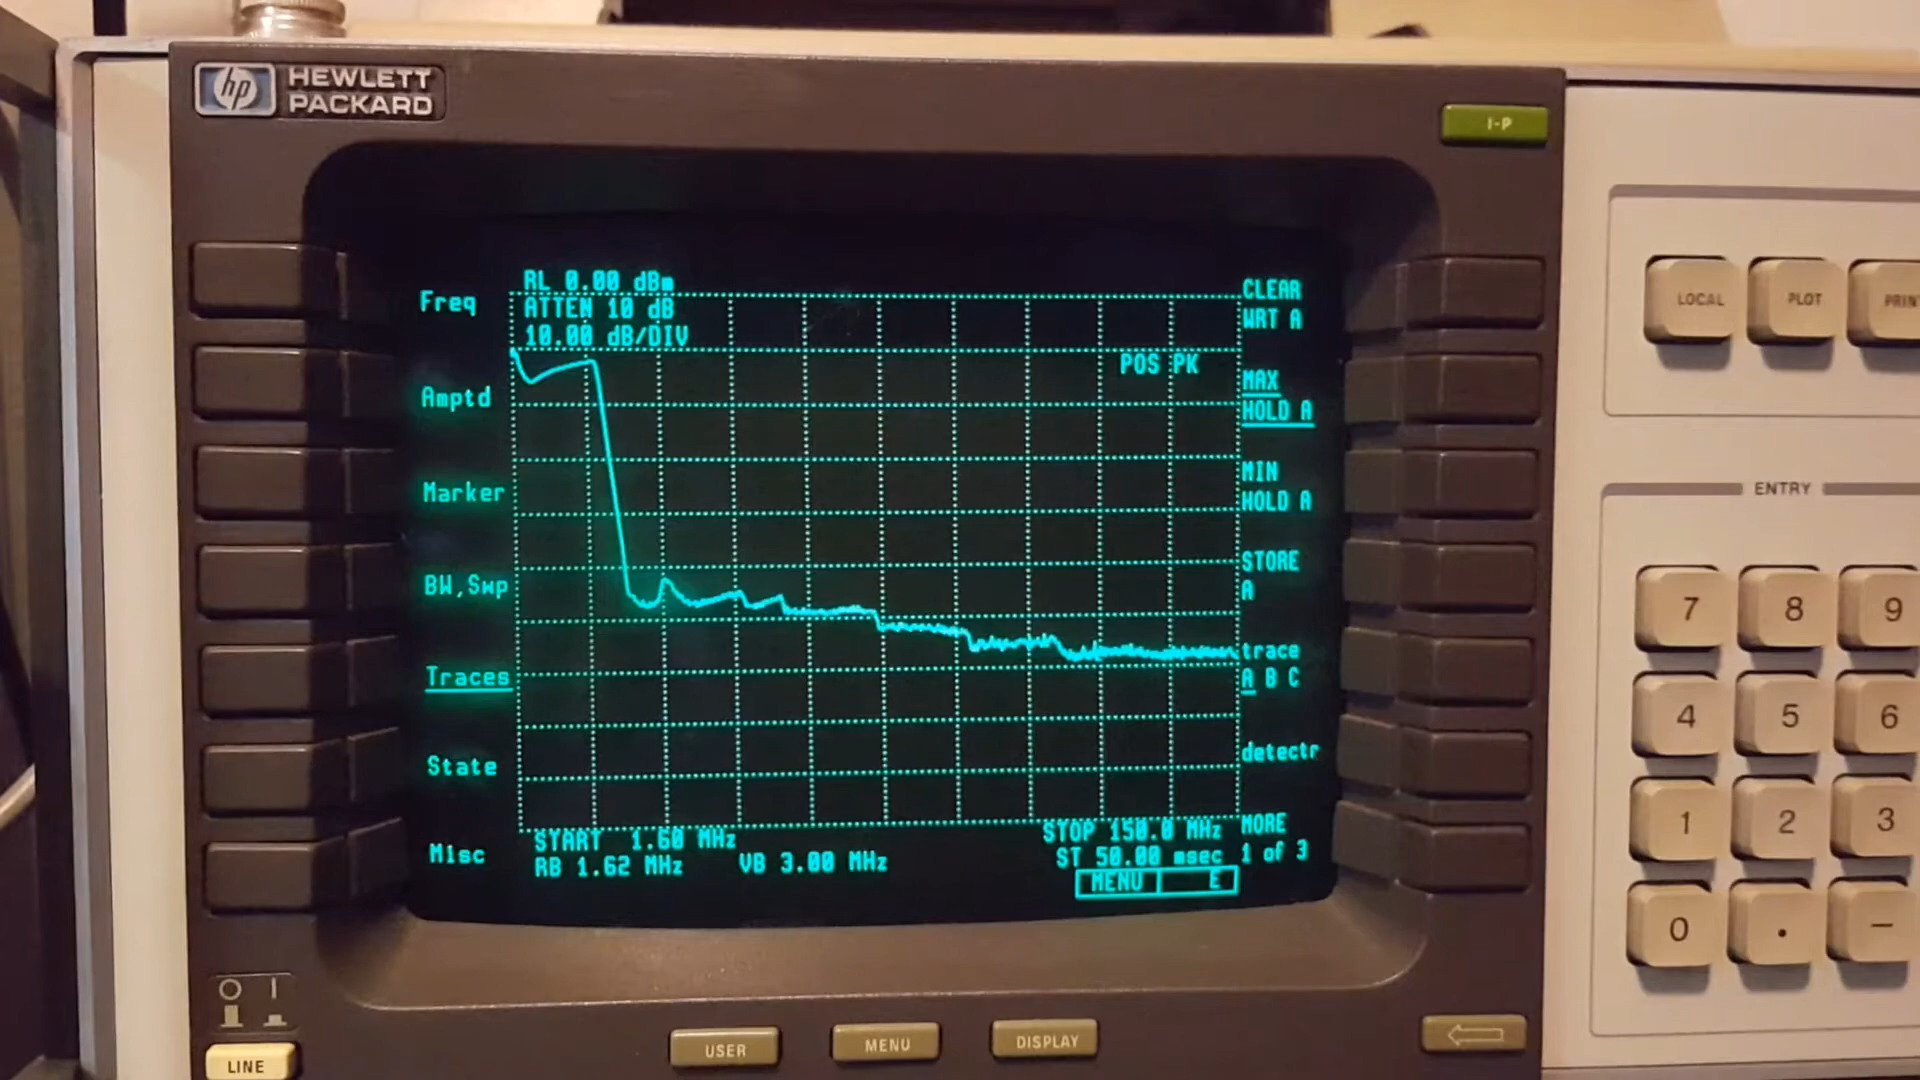 hp HEWLETT
PACKARD
I-P
RL 0.00 dBm
ATTEN 10 dB
10.00 dB/DIV
POS PK
Freq
Amptd
Marker
BW,Swp
Traces
State
Misc
CLEAR
WRT A
MAX
HOLD A
MIN
HOLD A
STORE
A
trace
A B C
detectr
MORE
1 of 3
START 1.60 MHz
STOP 150.0 MHz
RB 1.62 MHz
VB 3.00 MHz
ST 50.00 msec
MENU E
LOCAL
PLOT
PRIN
ENTRY
7 8 9
4 5 6
1 2 3
0 . −
O I
LINE
USER
MENU
DISPLAY